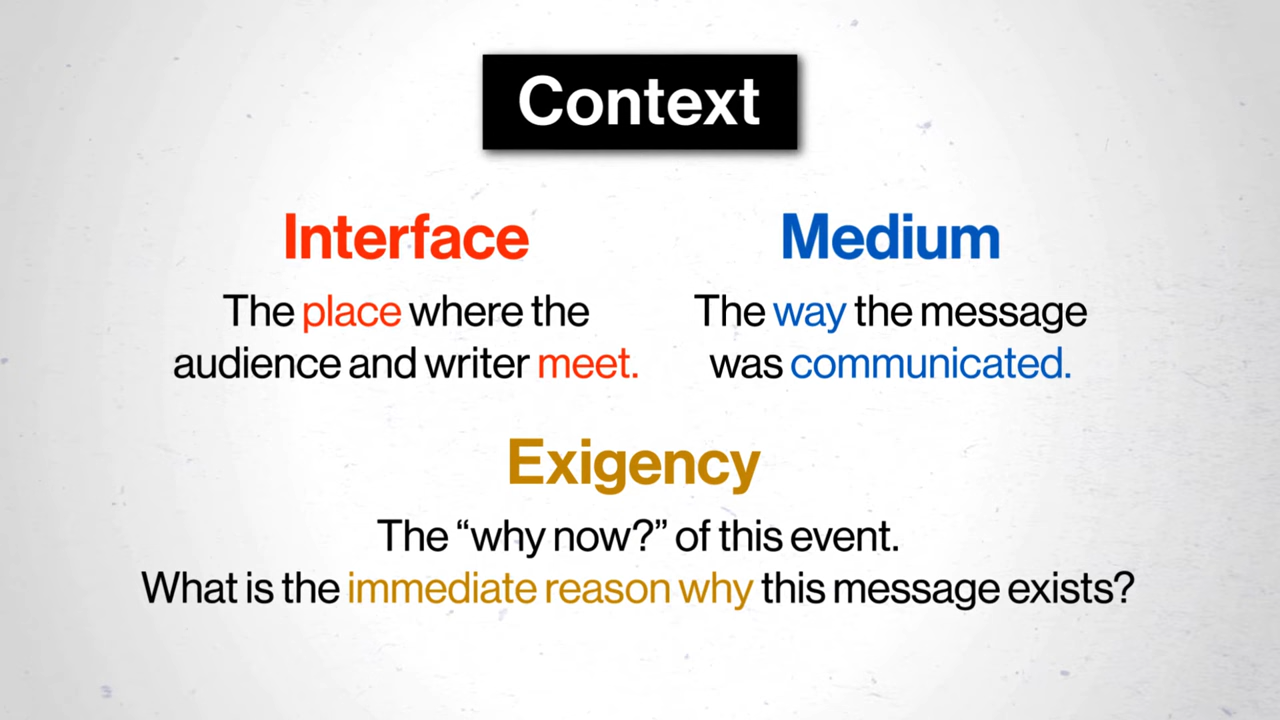 Context
Interface
The place where the
audience and writer meet.
Medium
The way the message
was communicated.
Exigency
The “why now?” of this event.
What is the immediate reason why this message exists?